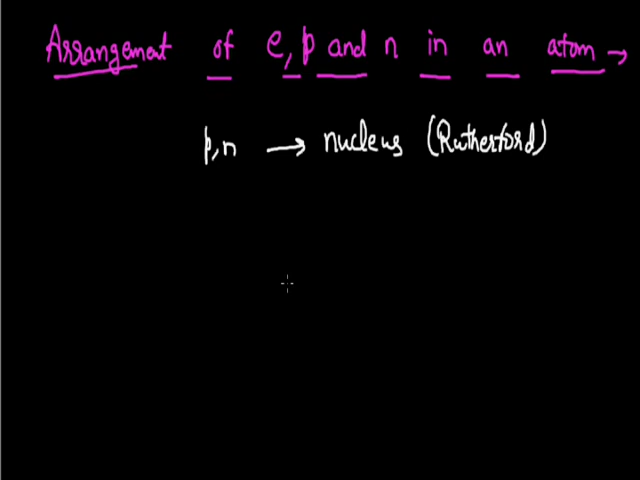 Arrangement of e, p and n in an atom →
p, n → nucleus (Rutherford)